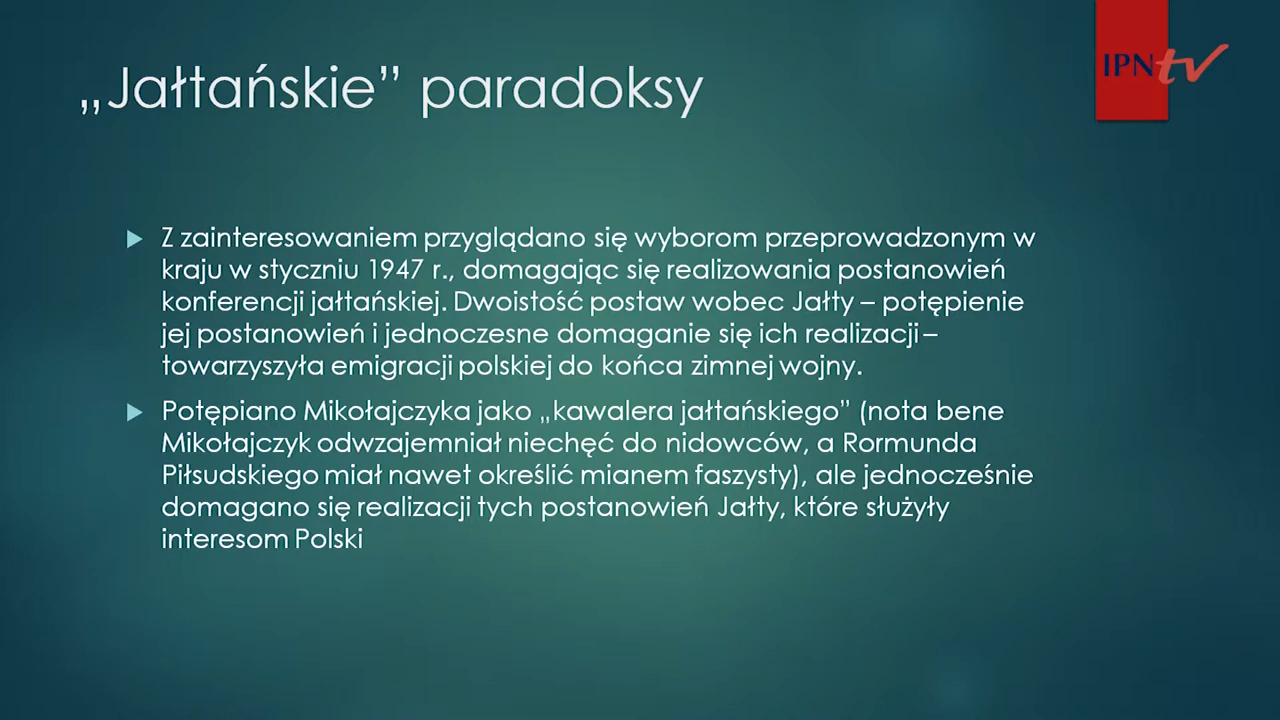 „Jałtańskie” paradoksy
IPNtv
Z zainteresowaniem przyglądano się wyborom przeprowadzonym w
kraju w styczniu 1947 r., domagając się realizowania postanowień
konferencji jałtańskiej. Dwoistość postaw wobec Jałty – potępienie
jej postanowień i jednoczesne domaganie się ich realizacji –
towarzyszyła emigracji polskiej do końca zimnej wojny.
Potępiano Mikołajczyka jako „kawalera jałtańskiego” (nota bene
Mikołajczyk odwzajemniał niechęć do nidowców, a Rormunda
Piłsudskiego miał nawet określić mianem faszysty), ale jednocześnie
domagano się realizacji tych postanowień Jałty, które służyły
interesom Polski